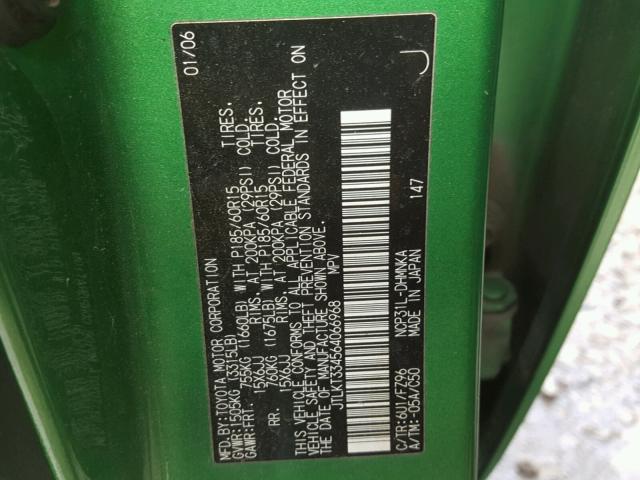 MFD.BY:TOYOTA MOTOR CORPORATION 01/06
GVWR:1505KG (3315LB)
GAWR:FRT. 755KG (1660LB) WITH P185/60R15 TIRES.
15X6JJ RIMS. AT 200KPA (29PSI) COLD.
RR. 760KG (1675LB) WITH P185/60R15 TIRES.
15X6JJ RIMS. AT 200KPA (29PSI) COLD.
THIS VEHICLE CONFORMS TO ALL APPLICABLE FEDERAL MOTOR
VEHICLE SAFETY AND THEFT PREVENTION STANDARDS IN EFFECT ON
THE DATE OF MANUFACTURE SHOWN ABOVE.
JTLKT334564066968 MPV
C/TR:6U1/FZ96 NCP31L-DHMNKA 147 J
A/TM:-05A/C50 MADE IN JAPAN